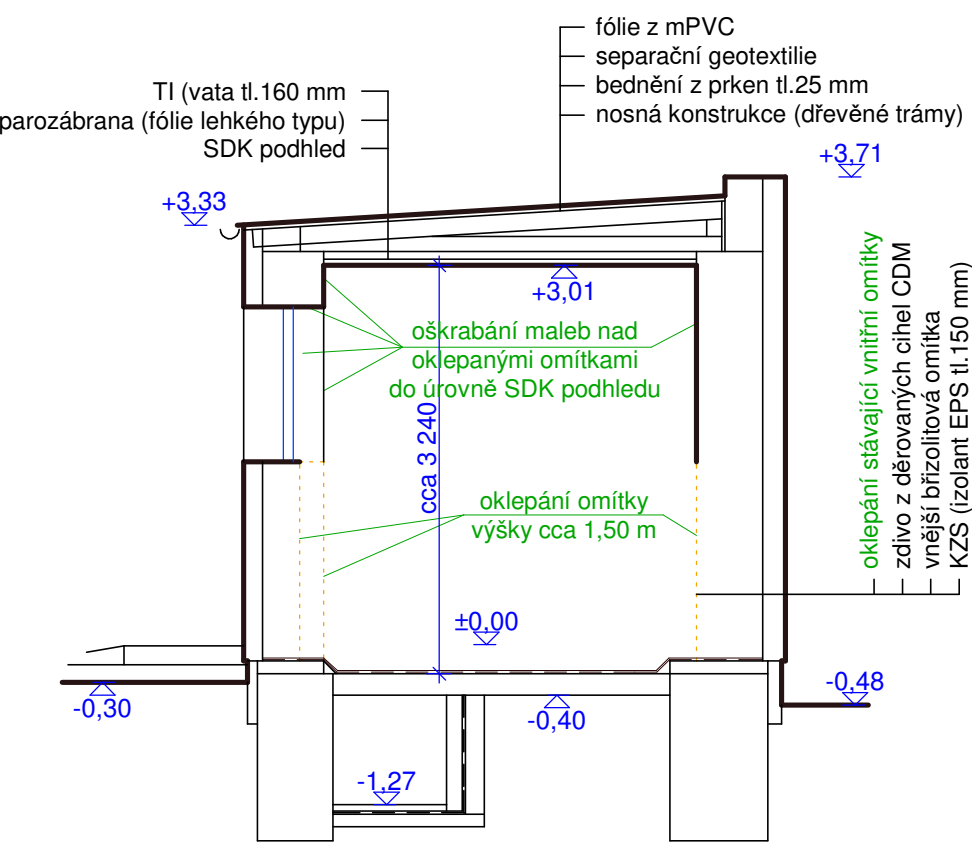 fólie z mPVC
separační geotextilie
bednění z prken tl.25 mm
nosná konstrukce (dřevěné trámy)
TI (vata tl.160 mm
parozábrana (fólie lehkého typu)
SDK podhled
+3,71
+3,33
+3,01
oškrabání maleb nad
oklepanými omítkami
do úrovně SDK podhledu
cca 3 240
oklepání omítky
výšky cca 1,50 m
oklepání stávající vnitřní omítky
zdivo z děrovaných cihel CDM
vnější břizolitová omítka
KZS (izolant EPS tl.150 mm)
±0,00
-0,30
-0,40
-0,48
-1,27